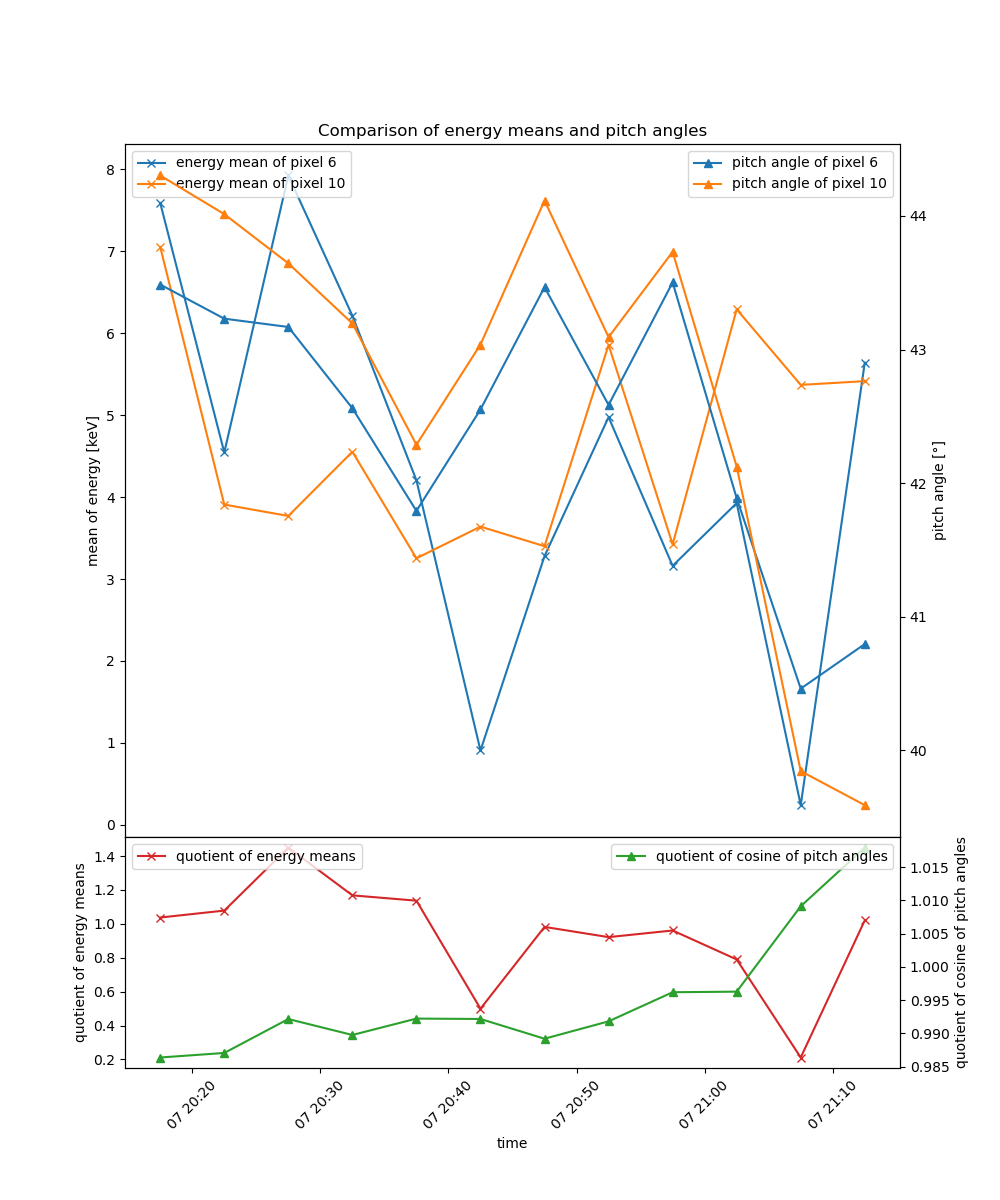 Comparison of energy means and pitch angles
energy mean of pixel 6
energy mean of pixel 10
pitch angle of pixel 6
pitch angle of pixel 10
8
7
6
5
4
3
2
1
0
mean of energy [keV]
44
43
42
41
40
pitch angle [°]
quotient of energy means
quotient of cosine of pitch angles
1.4
1.2
1.0
0.8
0.6
0.4
0.2
quotient of energy means
1.015
1.010
1.005
1.000
0.995
0.990
0.985
quotient of cosine of pitch angles
07 20:20
07 20:30
07 20:40
07 20:50
07 21:00
07 21:10
time